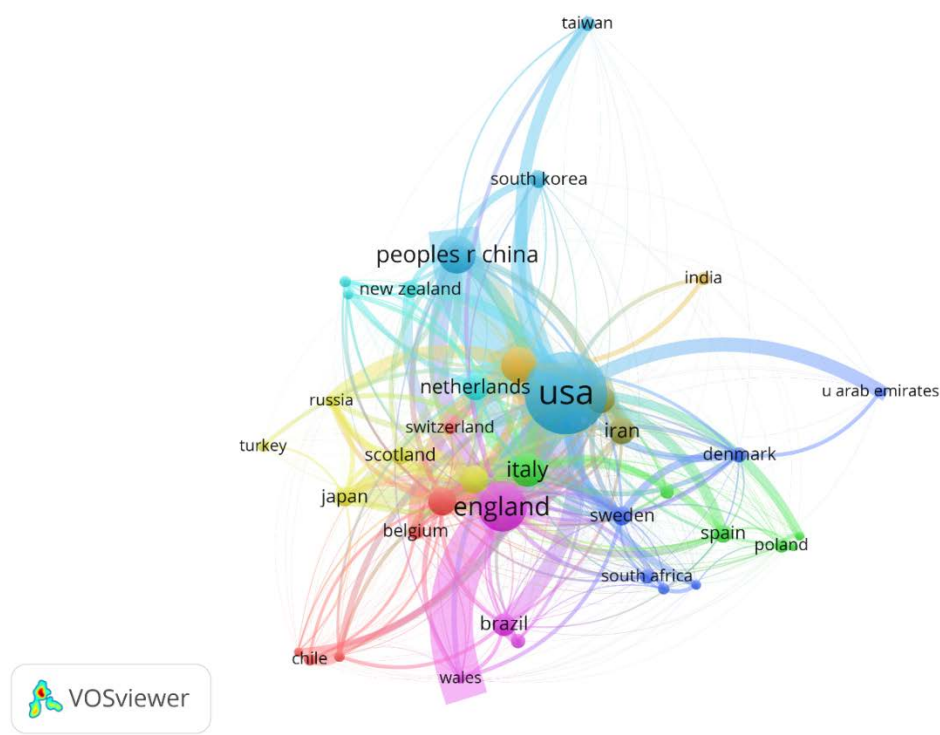 taiwan
south korea
peoples r china
india
new zealand
usa
netherlands
u arab emirates
russia
switzerland
iran
turkey
scotland
denmark
italy
japan
england
sweden
belgium
spain
poland
south africa
brazil
chile
wales
VOSviewer